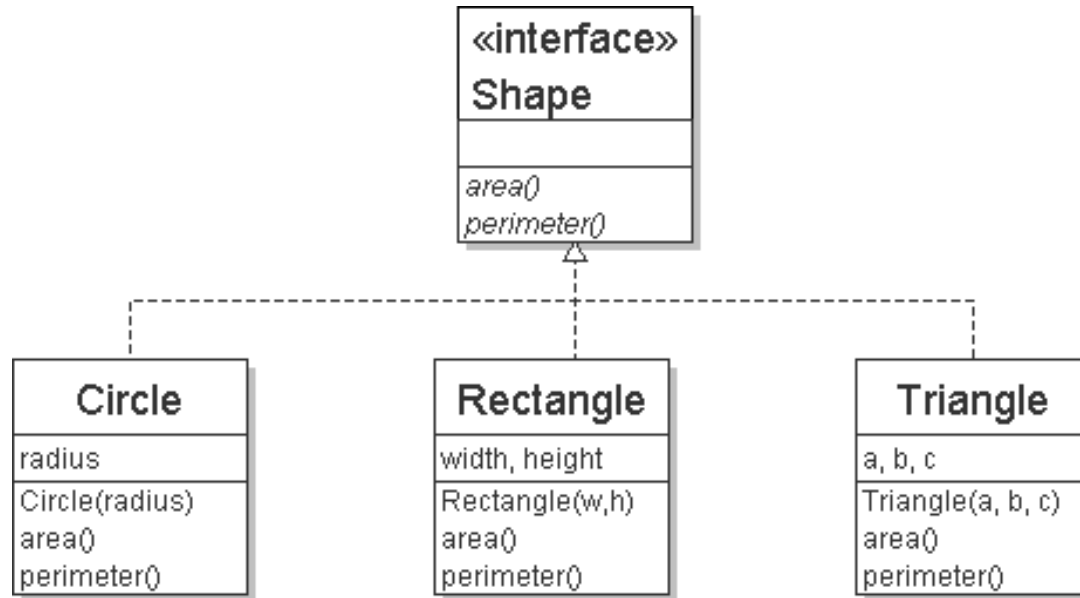 «interface»
Shape
area()
perimeter()
Circle
radius
Circle(radius)
area()
perimeter()
Rectangle
width, height
Rectangle(w,h)
area()
perimeter()
Triangle
a, b, c
Triangle(a, b, c)
area()
perimeter()